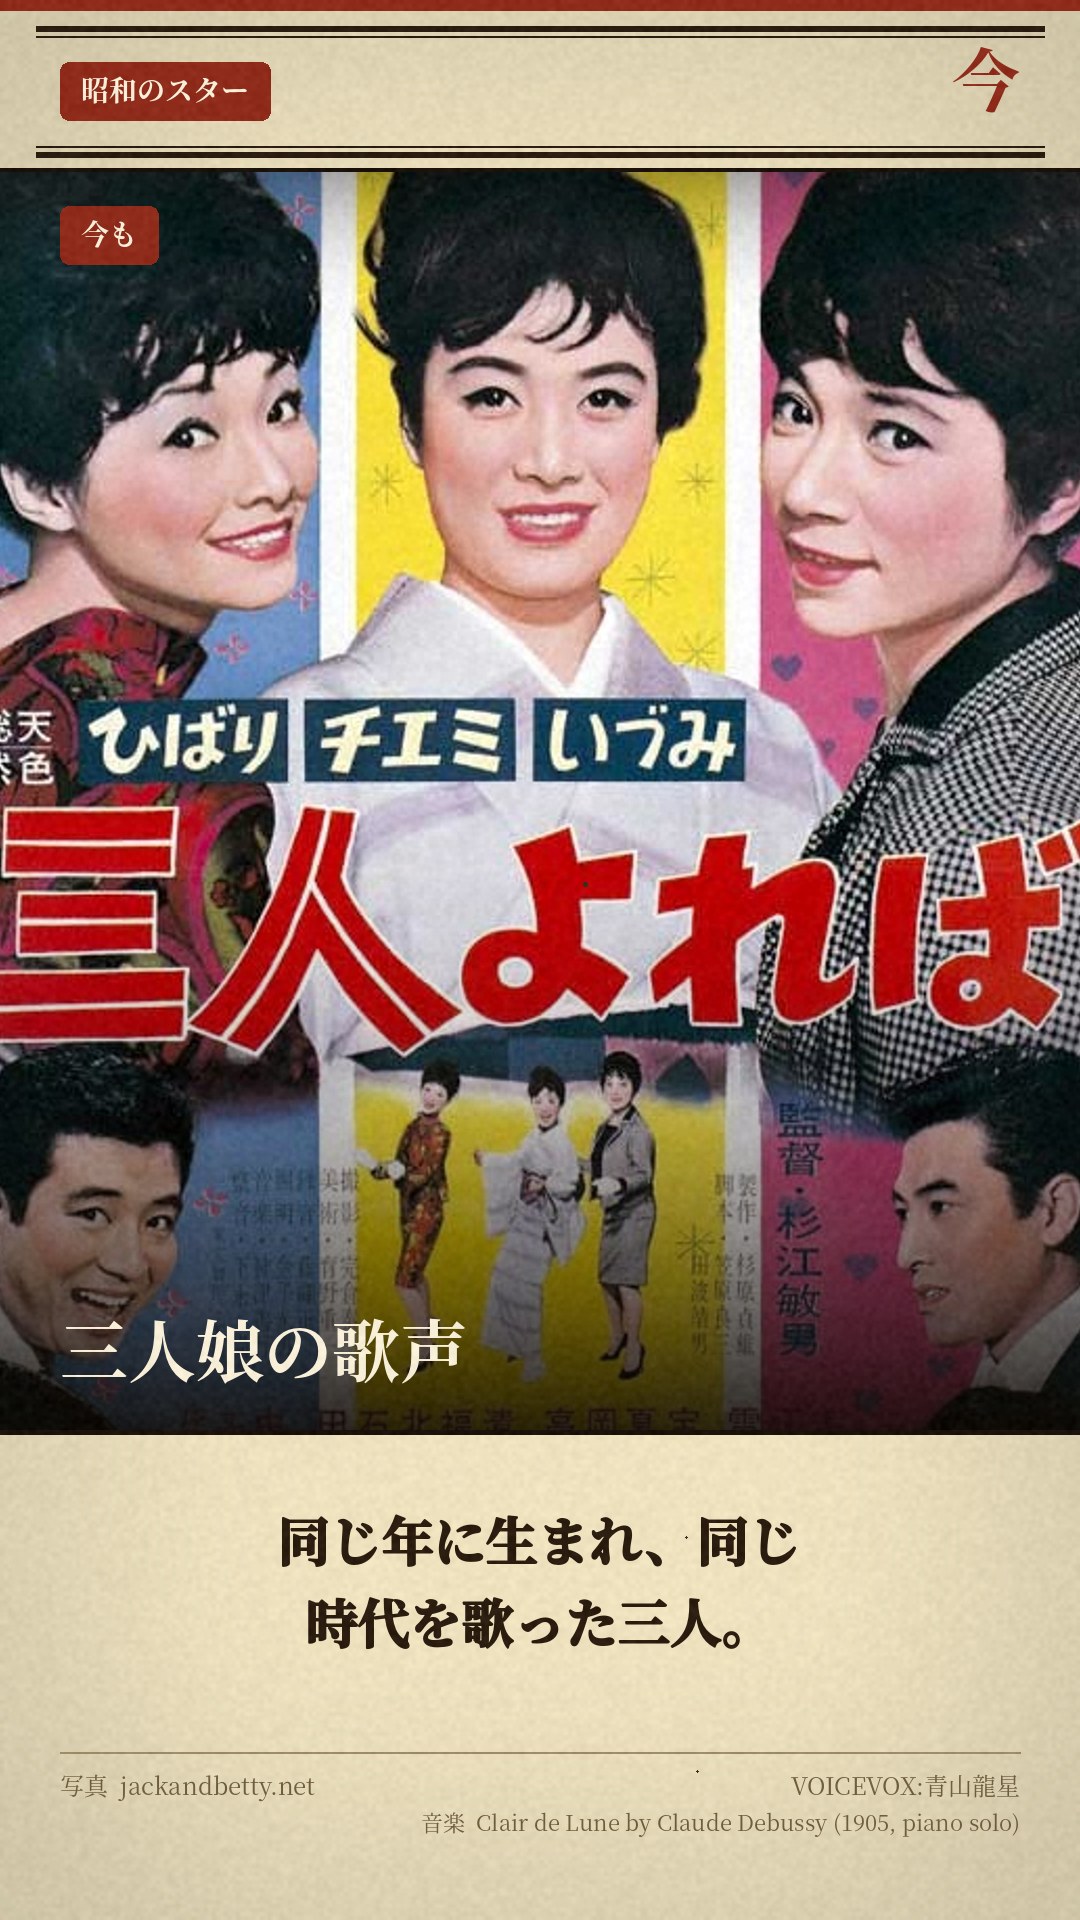 昭和のスター
今
今も
天色
ひばり チエミ いづみ
三人よれば
監督・杉江敏男
三人娘の歌声
同じ年に生まれ、同じ
時代を歌った三人。
写真 jackandbetty.net
VOICEVOX:青山龍星
音楽 Clair de Lune by Claude Debussy (1905, piano solo)